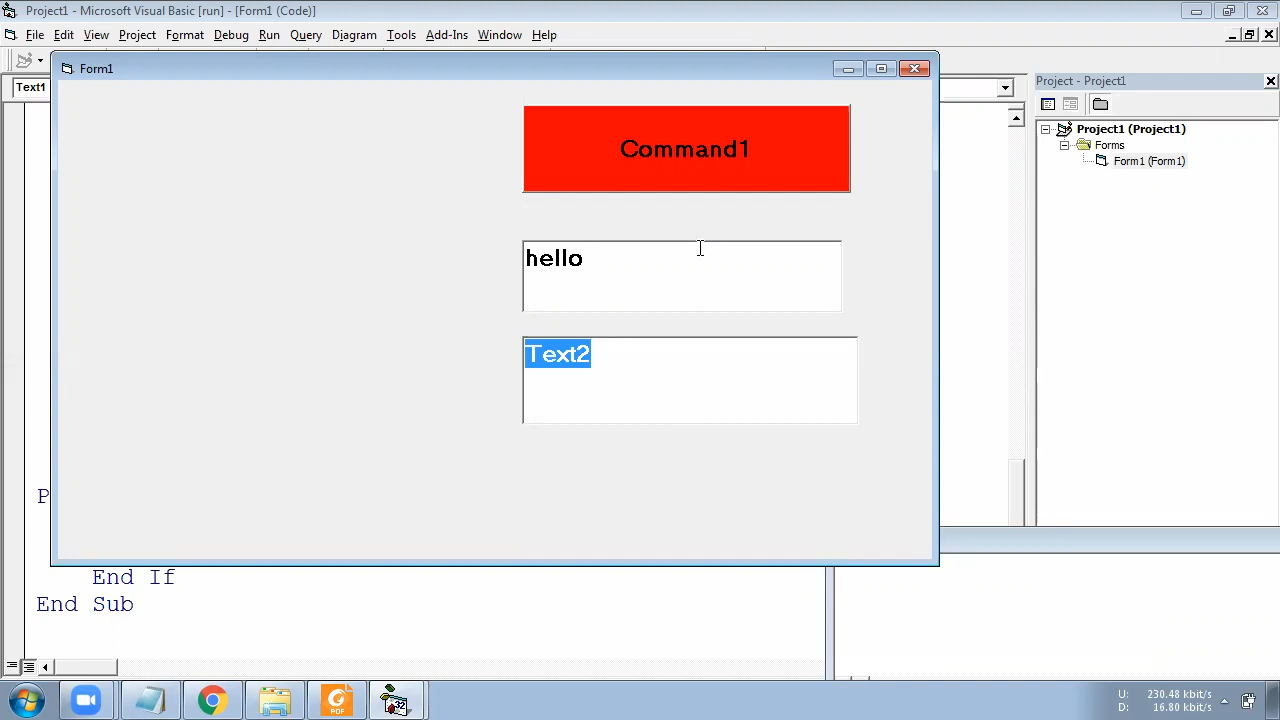 Project1 - Microsoft Visual Basic [run] - [Form1 (Code)]
File Edit View Project Format Debug Run Query Diagram Tools Add-Ins Window Help
Form1
Text1
Project - Project1
Project1 (Project1)
Forms
Form1 (Form1)
Command1
hello
Text2
P
End If
End Sub
32
U: 230.48 kbit/s
D: 16.80 kbit/s